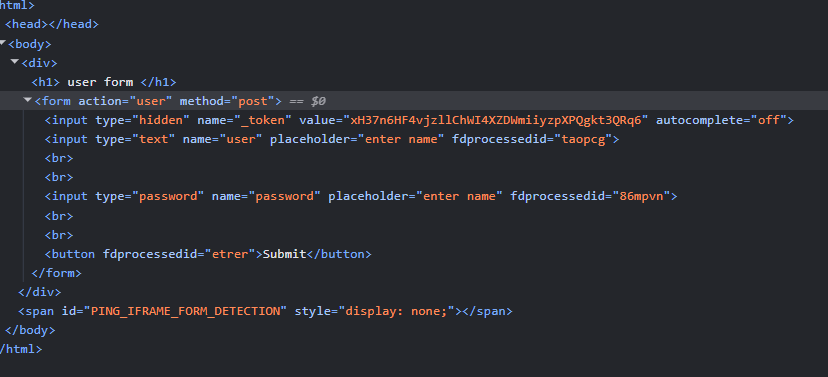 html>
<head></head>
<body>
<div>
<h1> user form </h1>
<form action="user" method="post"> == $0
<input type="hidden" name="_token" value="xH37n6HF4vjzllChWI4XZDWmiiyzpXPQgkt3QRq6" autocomplete="off">
<input type="text" name="user" placeholder="enter name" fdprocessedid="taopcg">
<br>
<br>
<input type="password" name="password" placeholder="enter name" fdprocessedid="86mpvn">
<br>
<br>
<button fdprocessedid="etrer">Submit</button>
</form>
</div>
<span id="PING_IFRAME_FORM_DETECTION" style="display: none;"></span>
</body>
/html>